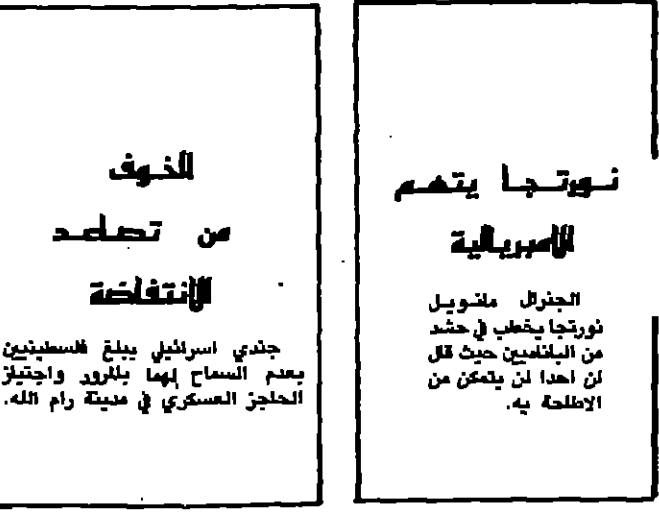 نورتجا يتهم
الامبريالية
الجنرال مانويل
نورتجا يخطب في حشد
من الباناميين حيث قال
لن احدا لن يتمكن من
الاطاحة به.
الخوف
من تصاعد
الانتفاضة
جندي اسرائيلي يبلغ فلسطينيين
بعدم السماح لهما بالمرور واجتياز
الحاجز العسكري في مدينة رام الله.